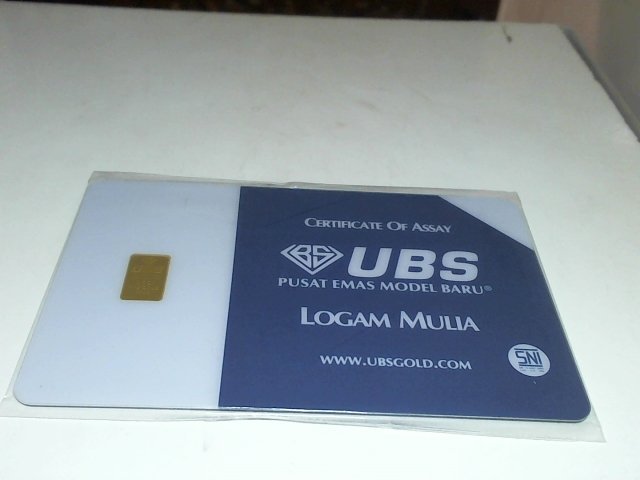 CERTIFICATE OF ASSAY
UBS
PUSAT EMAS MODEL BARU®
LOGAM MULIA
WWW.UBSGOLD.COM
SNI